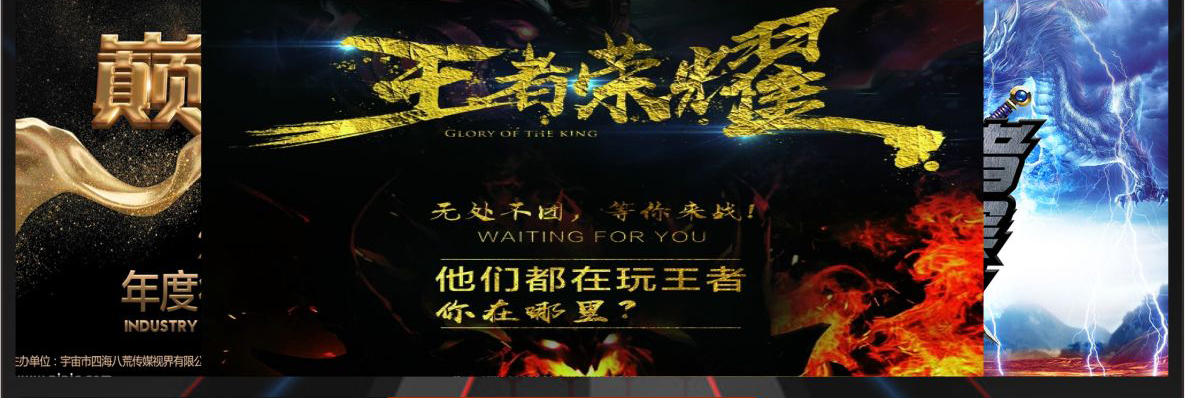 巅
年度
INDUSTRY
主办单位：宇宙市四海八荒传媒视界有限公
王者荣耀
GLORY OF THE KING
无处不团，等你来战!
WAITING FOR YOU
他们都在玩王者
你在哪里？